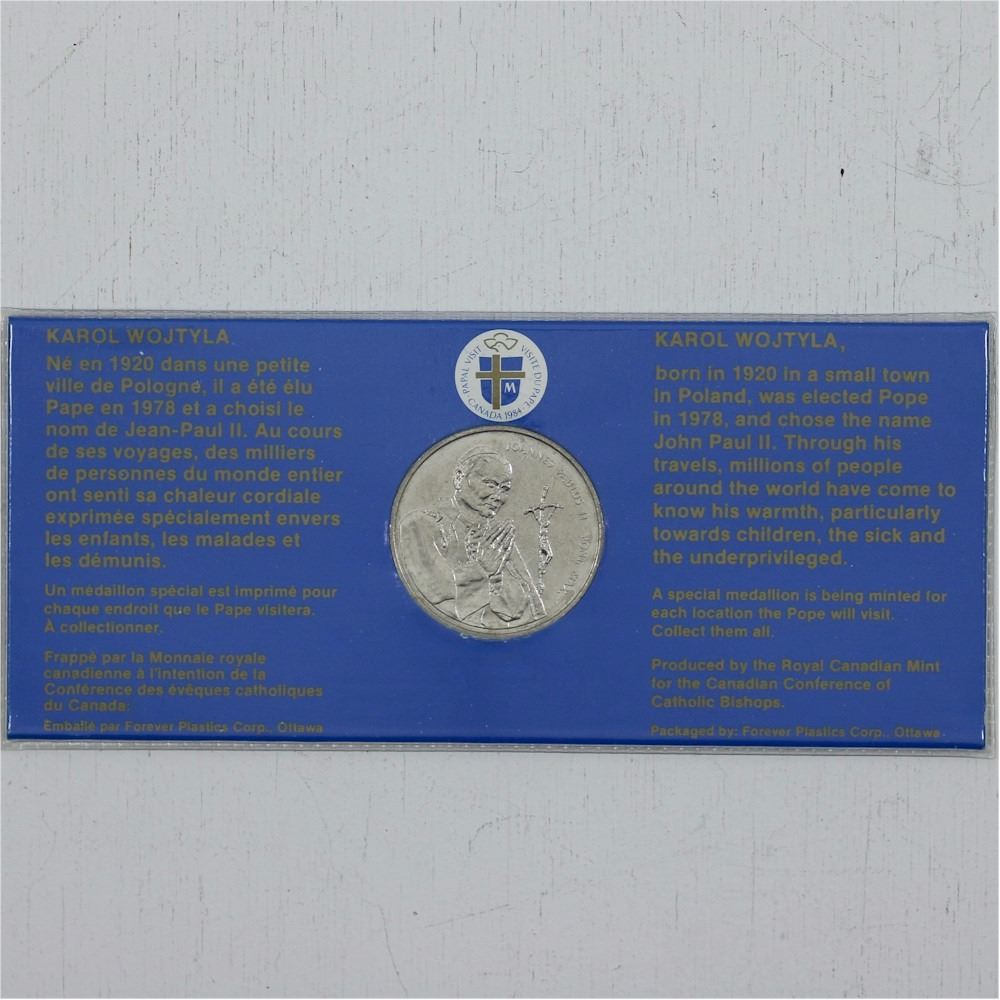 KAROL WOJTYLA
Né en 1920 dans une petite
ville de Pologne, il a été élu
Pape en 1978 et a choisi le
nom de Jean-Paul II. Au cours
de ses voyages, des milliers
de personnes du monde entier
ont senti sa chaleur cordiale
exprimée spécialement envers
les enfants, les malades et
les démunis.
Un médaillon spécial est imprimé pour
chaque endroit que le Pape visitera.
À collectionner.
Frappé par la Monnaie royale
canadienne à l'intention de la
Conférence des évêques catholiques
du Canada:
Emballé par Forever Plastics Corp., Ottawa
PAPAL VISIT · VISITE DU PAPE
· CANADA 1984 ·
M
JOANNES PAULUS II
KAROL WOJTYLA,
born in 1920 in a small town
in Poland, was elected Pope
in 1978, and chose the name
John Paul II. Through his
travels, millions of people
around the world have come to
know his warmth, particularly
towards children, the sick and
the underprivileged.
A special medallion is being minted for
each location the Pope will visit.
Collect them all.
Produced by the Royal Canadian Mint
for the Canadian Conference of
Catholic Bishops.
Packaged by: Forever Plastics Corp., Ottawa